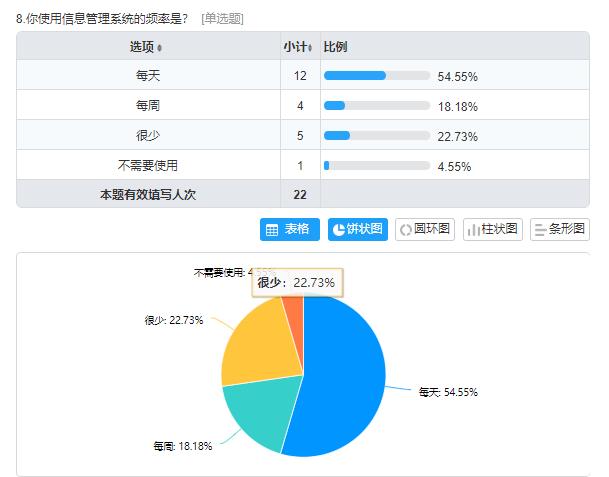 8.你使用信息管理系统的频率是? [单选题]
选项 小计 比例
每天 12 54.55%
每周 4 18.18%
很少 5 22.73%
不需要使用 1 4.55%
本题有效填写人次 22
表格 饼状图 圆环图 柱状图 条形图
不需要使用: 4.55%
很少: 22.73%
很少: 22.73%
每天: 54.55%
每周: 18.18%